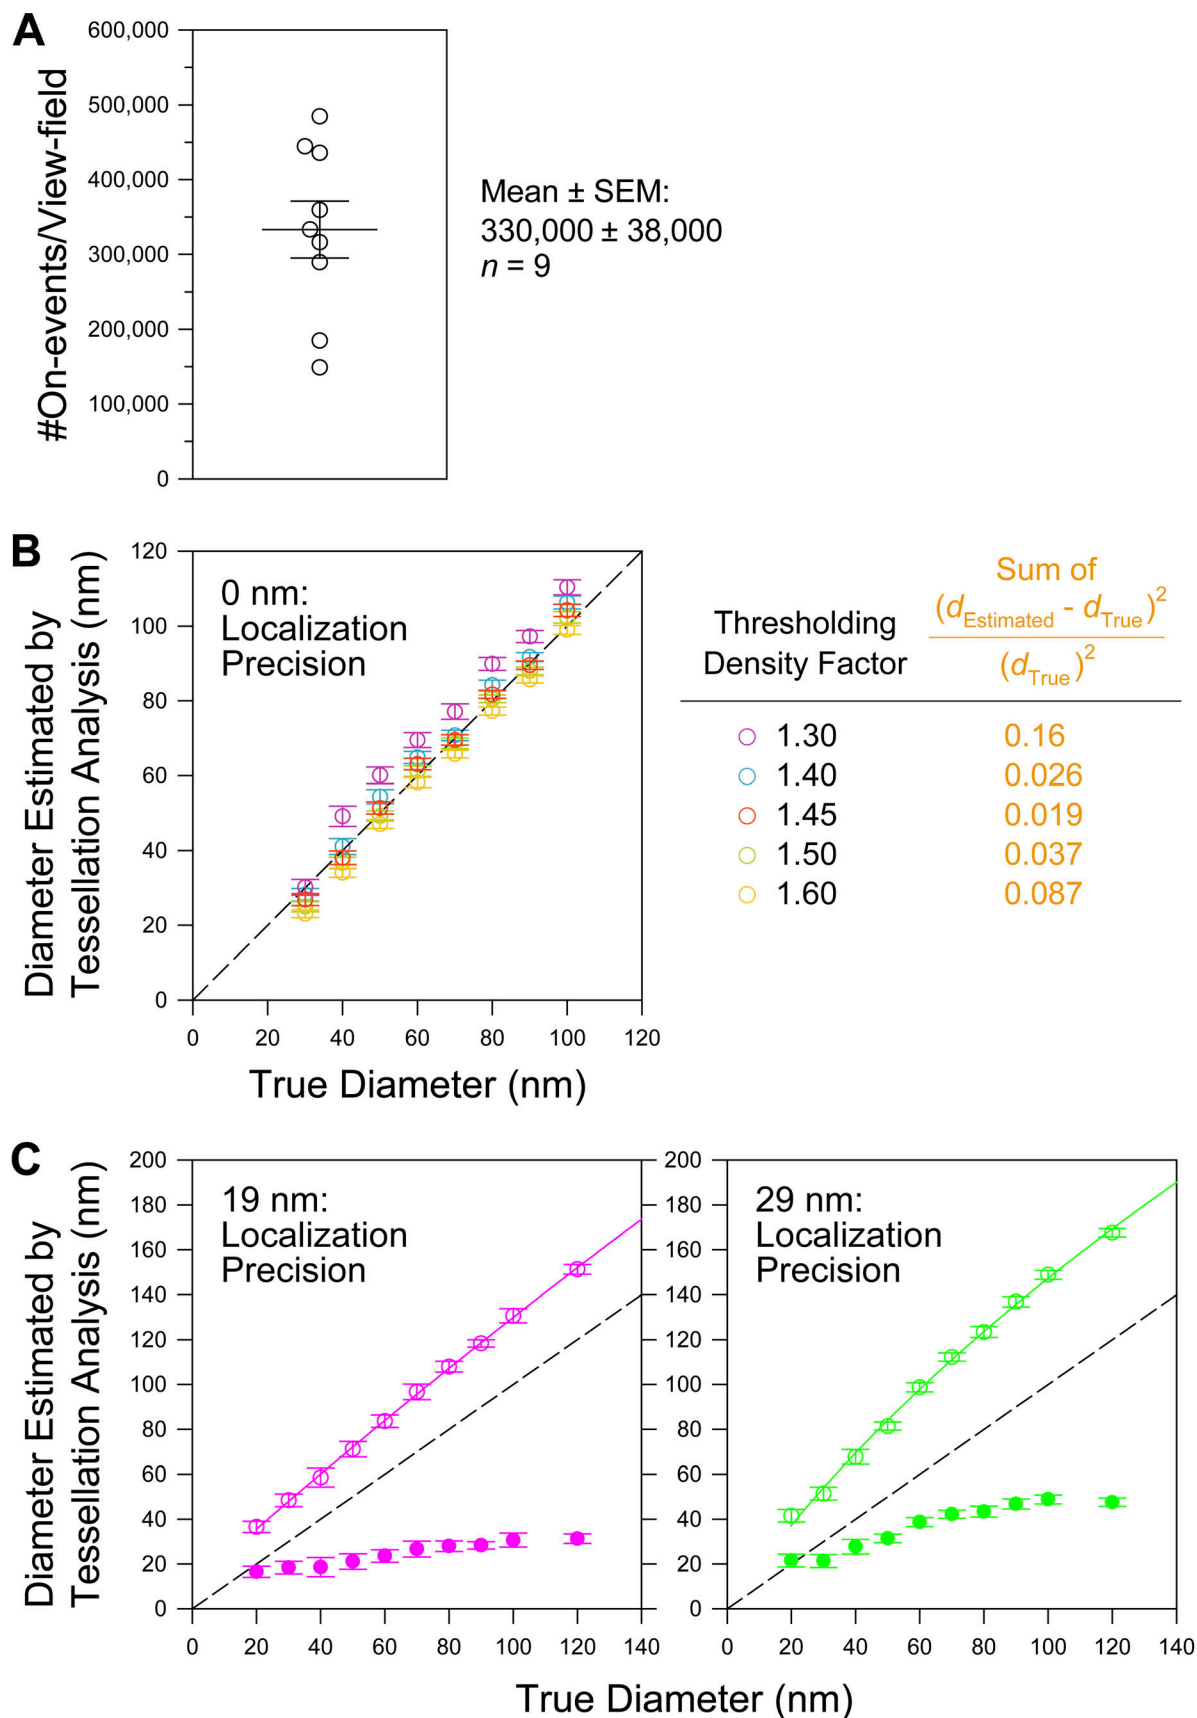 A
#On-events/View-field
600,000
500,000
400,000
300,000
200,000
100,000
0
Mean ± SEM:
330,000 ± 38,000
n = 9
B
Diameter Estimated by
Tessellation Analysis (nm)
120
100
80
60
40
20
0
0 nm:
Localization
Precision
0 20 40 60 80 100 120
True Diameter (nm)
Thresholding
Density Factor
Sum of
(dEstimated - dTrue)²
(dTrue)²
1.30 0.16
1.40 0.026
1.45 0.019
1.50 0.037
1.60 0.087
C
Diameter Estimated by
Tessellation Analysis (nm)
200
180
160
140
120
100
80
60
40
20
0
19 nm:
Localization
Precision
0 20 40 60 80 100 120 140
200
180
160
140
120
100
80
60
40
20
0
29 nm:
Localization
Precision
0 20 40 60 80 100 120 140
True Diameter (nm)